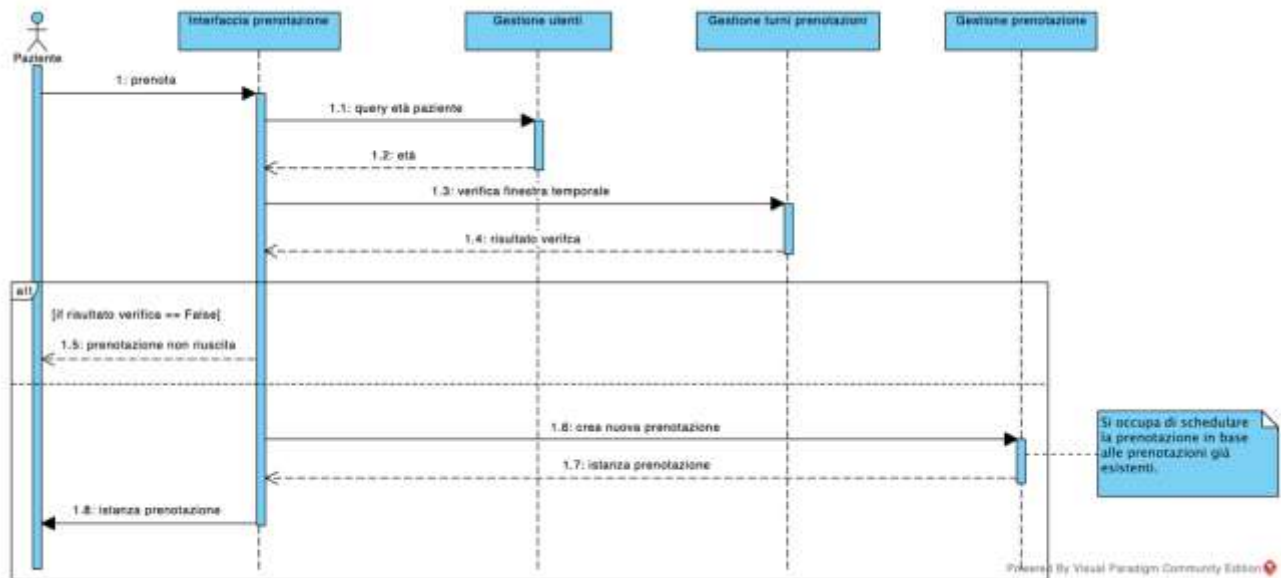 Interfaccia prenotazione
Gestione utenti
Gestione turni prenotazioni
Gestione prenotazione
Paziente
1: prenota
1.1: query età paziente
1.2: età
1.3: verifica finestra temporale
1.4: risultato verifca
alt
[if risultato verifica == False]
1.5: prenotazione non riuscita
1.6: crea nuova prenotazione
1.7: istanza prenotazione
1.8: istanza prenotazione
Si occupa di schedulare
la prenotazione in base
alle prenotazioni già
esistenti.
Powered By Visual Paradigm Community Edition